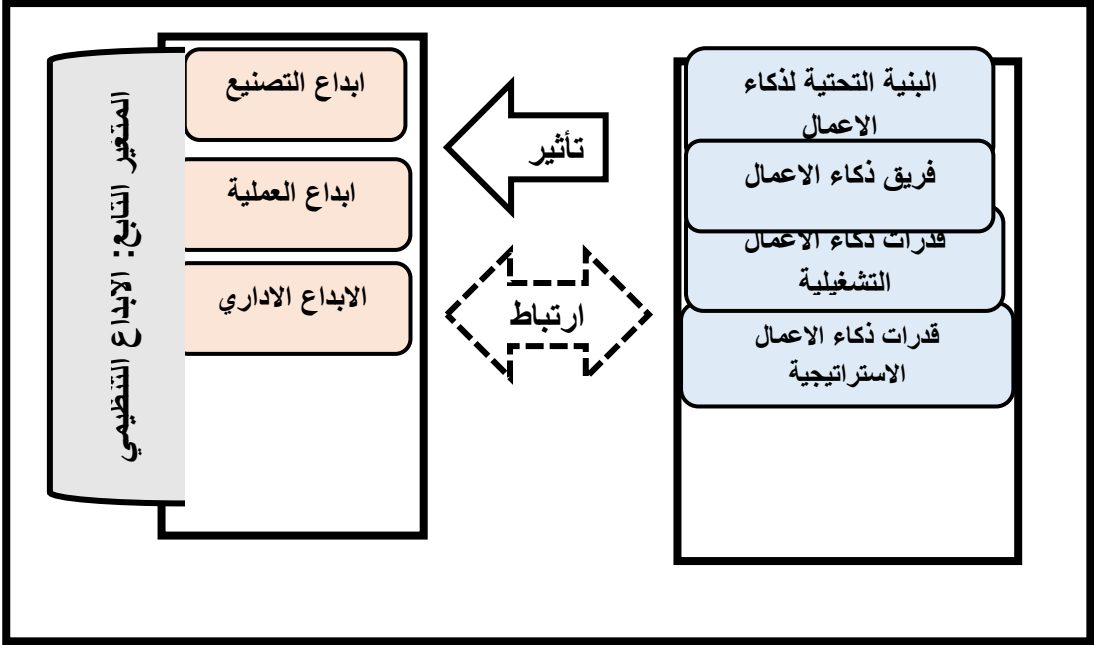 البنية التحتية لذكاء
الاعمال
فريق ذكاء الاعمال
قدرات ذكاء الاعمال
التشغيلية
قدرات ذكاء الاعمال
الاستراتيجية
تأثير
ارتباط
ابداع التصنيع
ابداع العملية
الابداع الاداري
المتغير التابع: الابداع التنظيمي